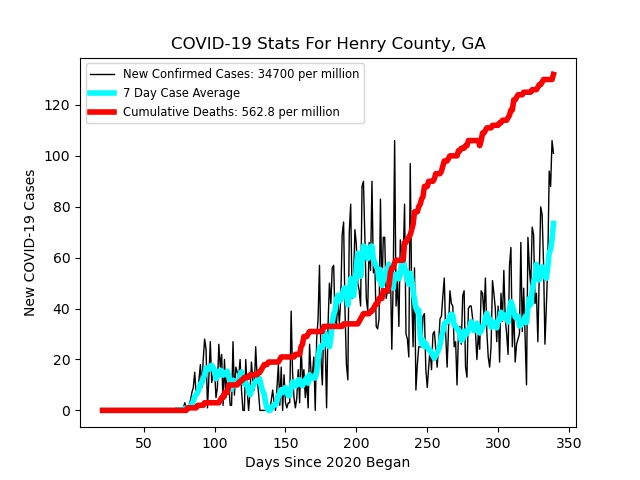 COVID-19 Stats For Henry County, GA
New Confirmed Cases: 34700 per million
7 Day Case Average
Cumulative Deaths: 562.8 per million
New COVID-19 Cases
120
100
80
60
40
20
0
50
100
150
200
250
300
350
Days Since 2020 Began